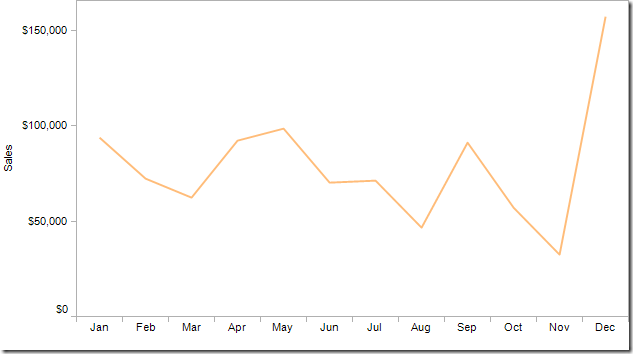 $150,000
$100,000
Sales
$50,000
$0
Jan Feb Mar Apr May Jun Jul Aug Sep Oct Nov Dec